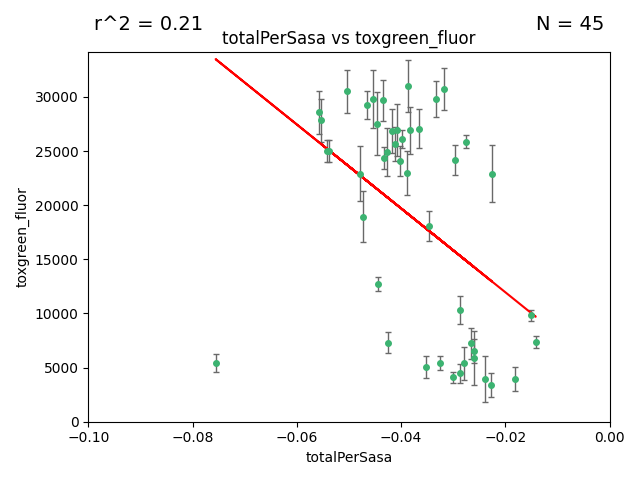 r^2 = 0.21
N = 45
totalPerSasa vs toxgreen_fluor
30000
25000
20000
15000
10000
5000
0
toxgreen_fluor
−0.10
−0.08
−0.06
−0.04
−0.02
0.00
totalPerSasa